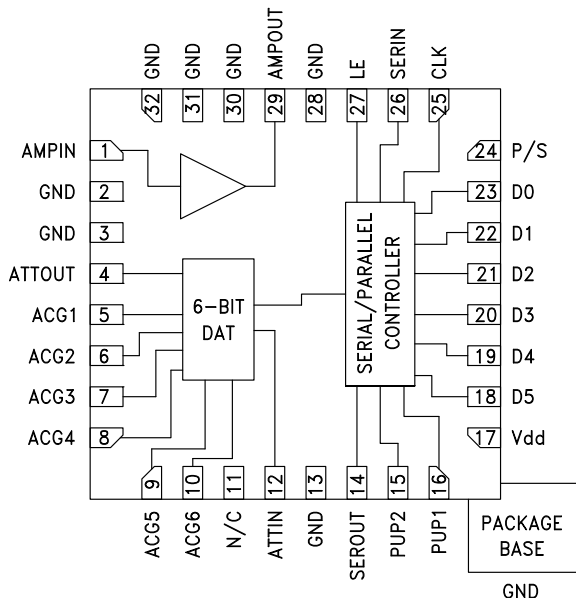 GND
GND
GND
AMPOUT
GND
LE
SERIN
CLK
32
31
30
29
28
27
26
25
AMPIN 1
24 P/S
GND 2
23 D0
GND 3
22 D1
ATTOUT 4
21 D2
ACG1 5
20 D3
ACG2 6
19 D4
ACG3 7
18 D5
ACG4 8
17 Vdd
6-BIT
DAT
SERIAL/PARALLEL
CONTROLLER
9
10
11
12
13
14
15
16
ACG5
ACG6
N/C
ATTIN
GND
SEROUT
PUP2
PUP1
PACKAGE
BASE
GND